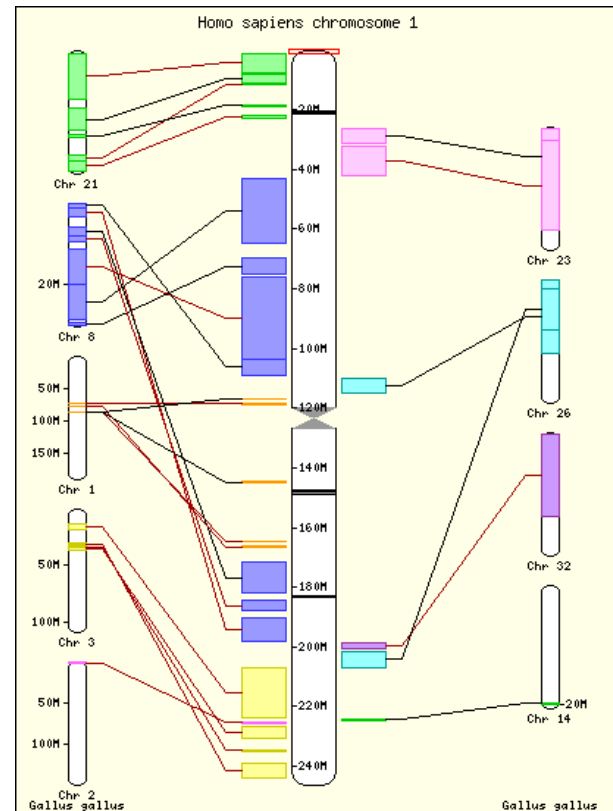 Homo sapiens chromosome 1
Chr 21
20M
Chr 8
50M
100M
150M
Chr 1
50M
100M
Chr 3
50M
100M
Chr 2
Gallus gallus
20M
40M
60M
80M
100M
120M
140M
160M
180M
200M
220M
240M
Chr 23
Chr 26
Chr 32
20M
Chr 14
Gallus gallus